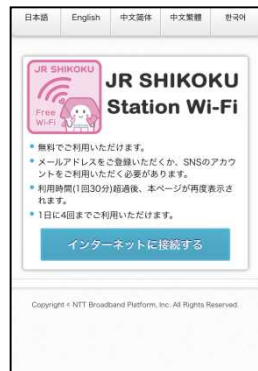 日本語 English 中文简体 中文繁體 한국어
JR SHIKOKU
Free
Wi-Fi
JR SHIKOKU
Station Wi-Fi
無料でご利用いただけます。
メールアドレスをご登録いただくか、SNSのアカウ
ントをご利用いただく必要があります。
利用時間(1回30分)超過後、本ページが再度表示さ
れます。
1日に4回までご利用いただけます。
インターネットに接続する
Copyright © NTT Broadband Platform, Inc. All Rights Reserved.